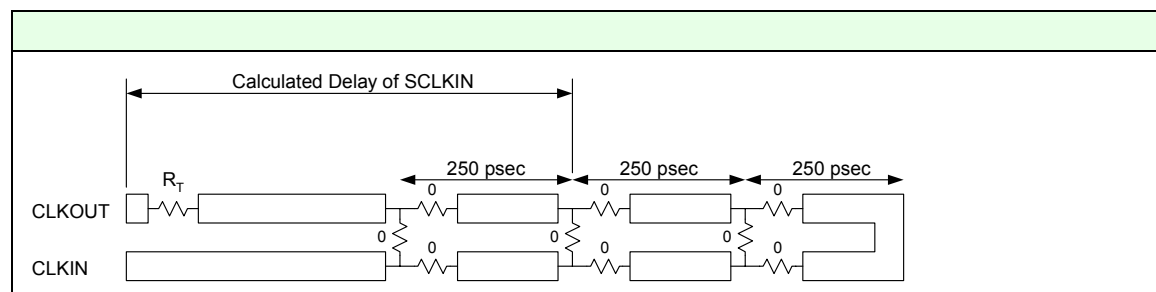 Calculated Delay of SCLKIN
250 psec 250 psec 250 psec
RT 0 0 0
CLKOUT
0 0 0
0 0 0
CLKIN